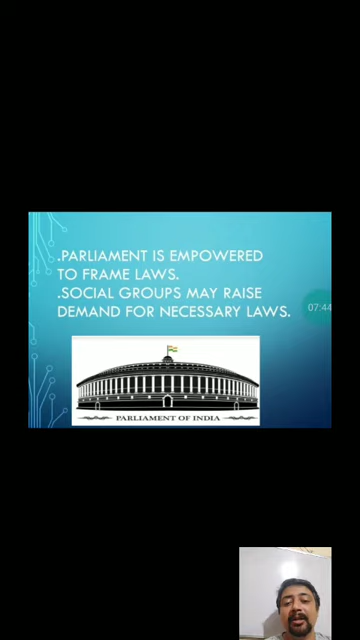 .PARLIAMENT IS EMPOWERED
TO FRAME LAWS.
.SOCIAL GROUPS MAY RAISE
DEMAND FOR NECESSARY LAWS.
07:44
PARLIAMENT OF INDIA